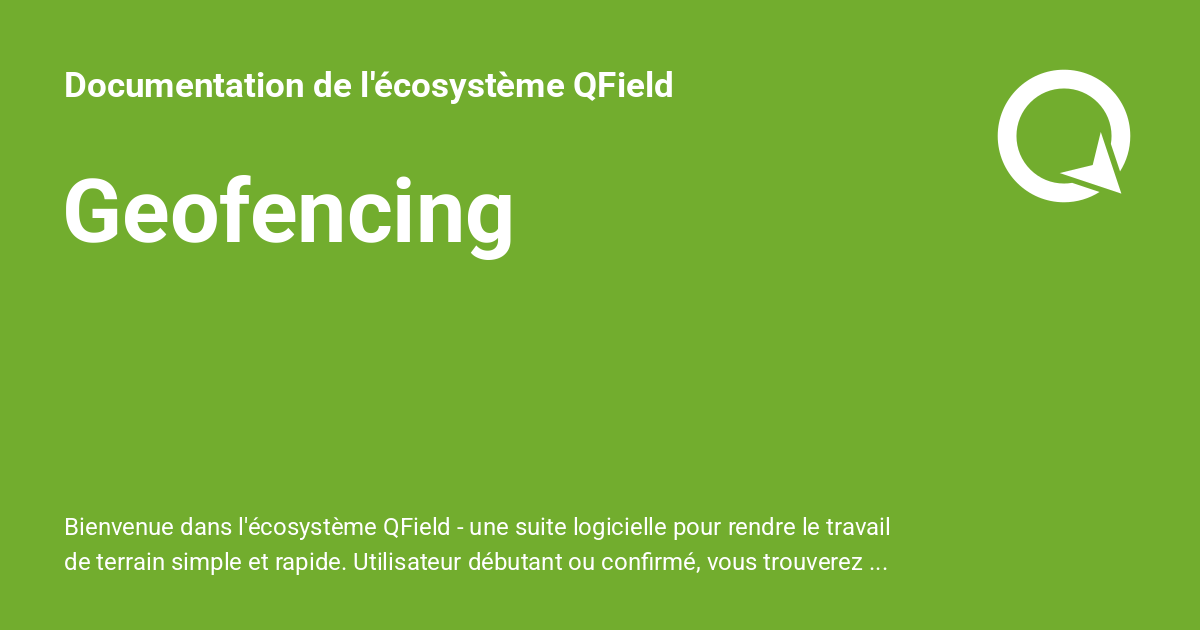 Documentation de l'écosystème QField
Geofencing
Bienvenue dans l'écosystème QField - une suite logicielle pour rendre le travail
de terrain simple et rapide. Utilisateur débutant ou confirmé, vous trouverez ...